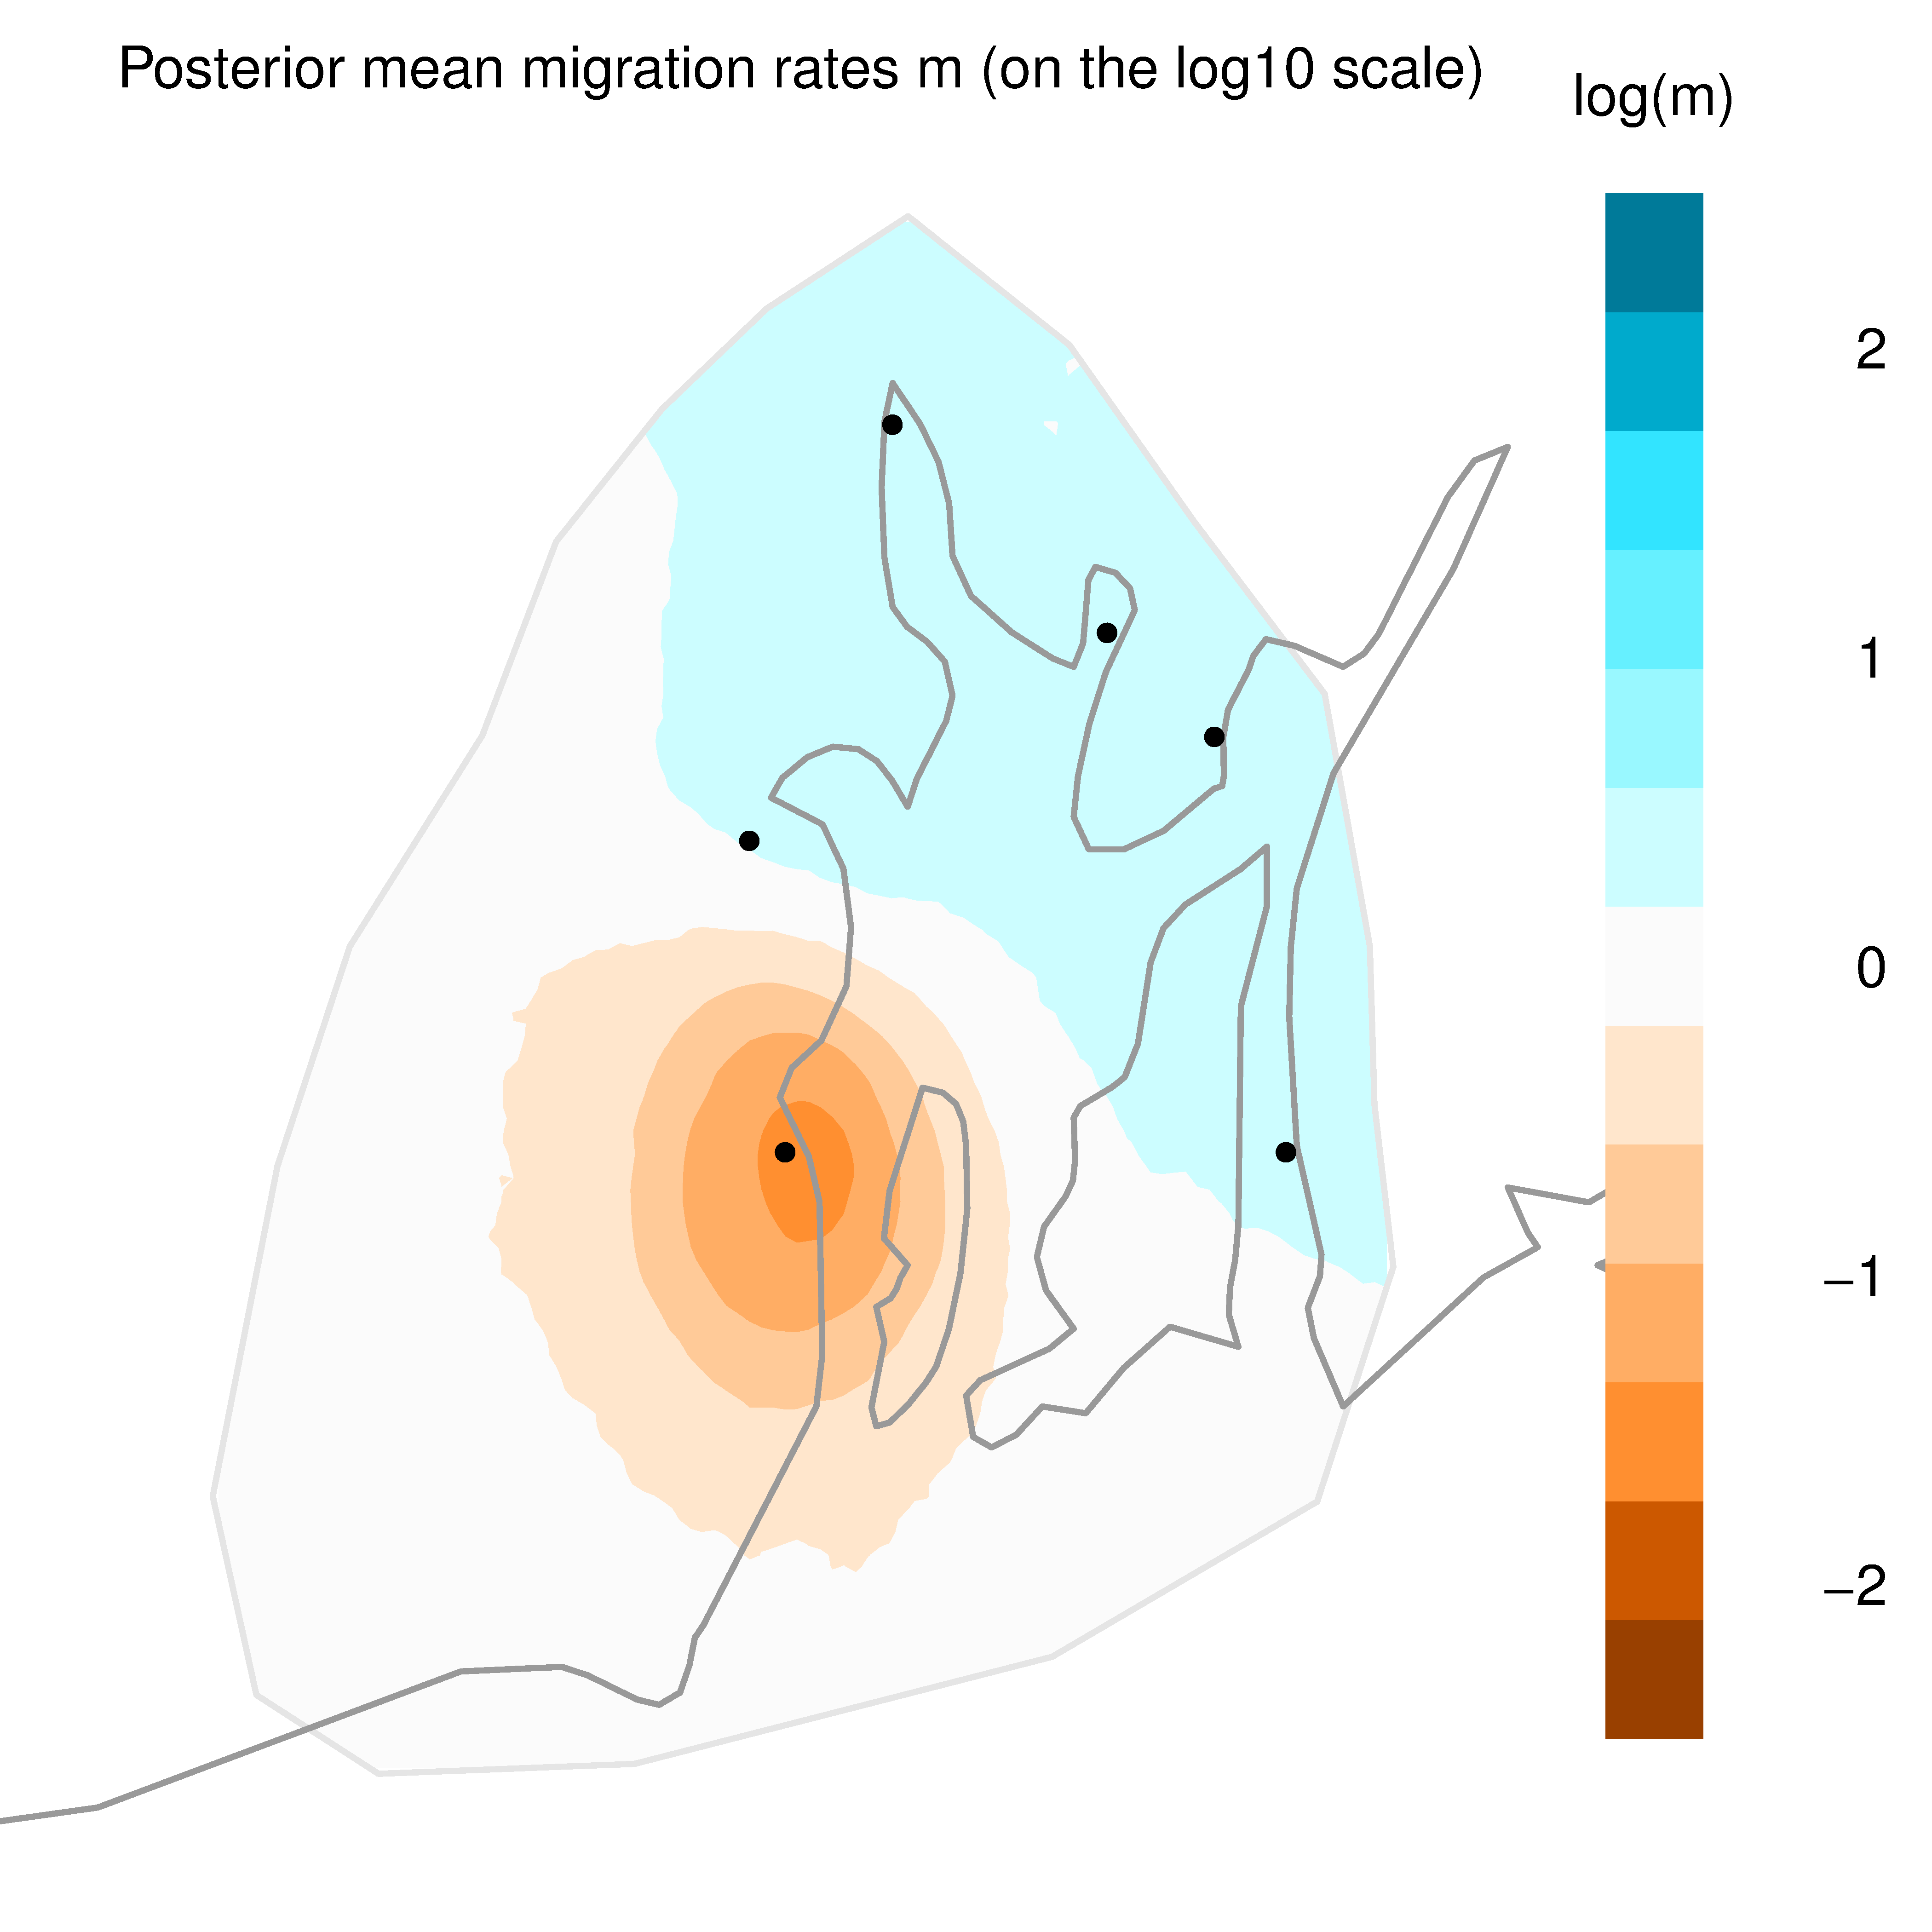 Posterior mean migration rates m (on the log10 scale)
log(m)
2
1
0
−1
−2